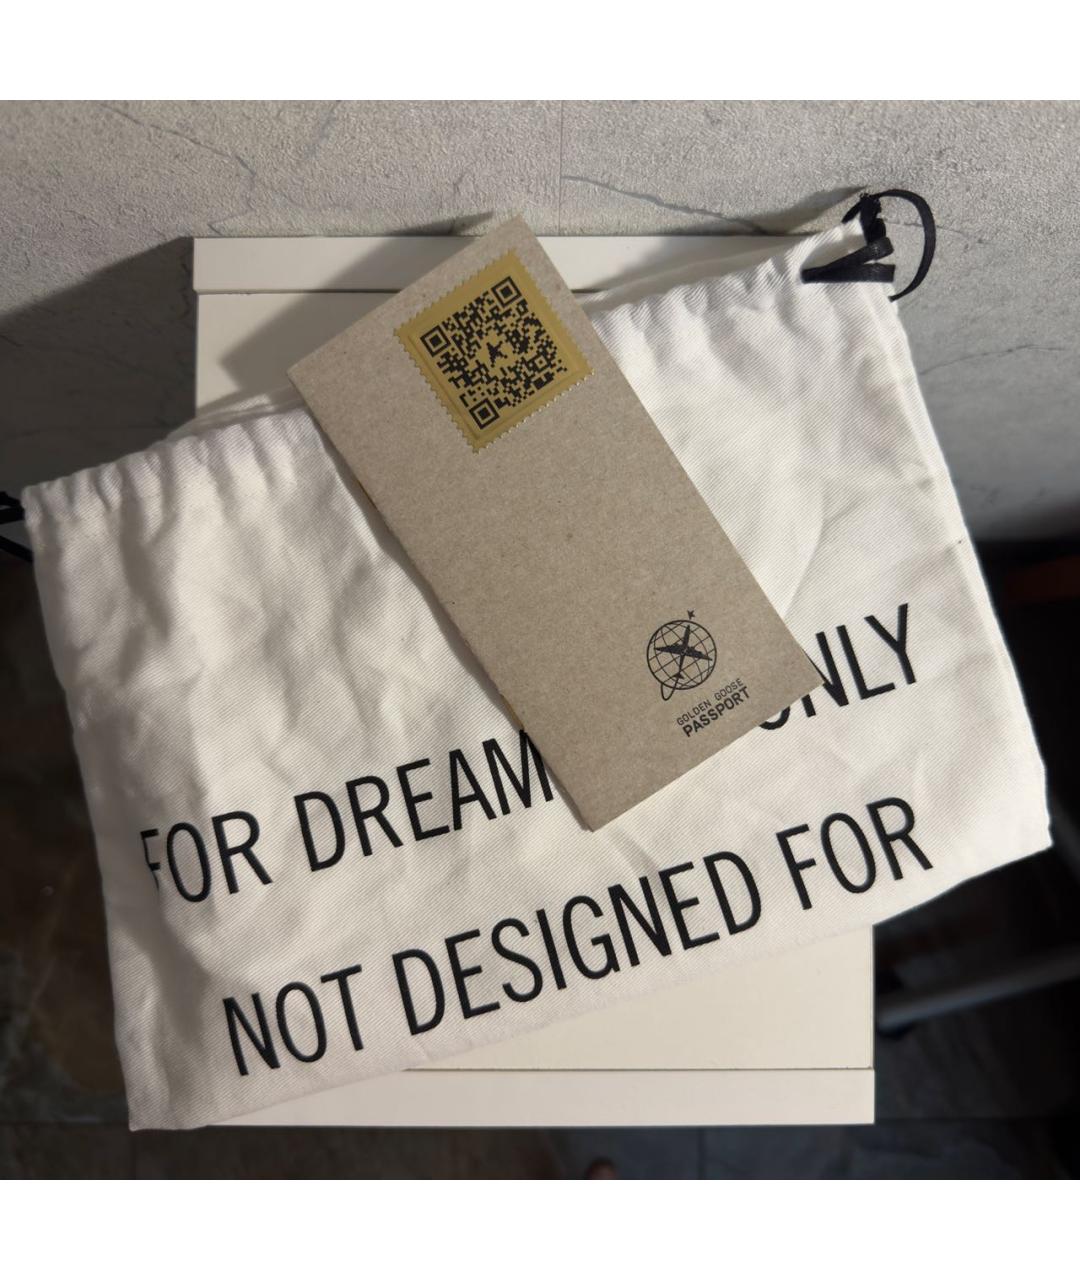 GOLDEN GOOSE
PASSPORT
FOR DREAM ONLY
NOT DESIGNED FOR